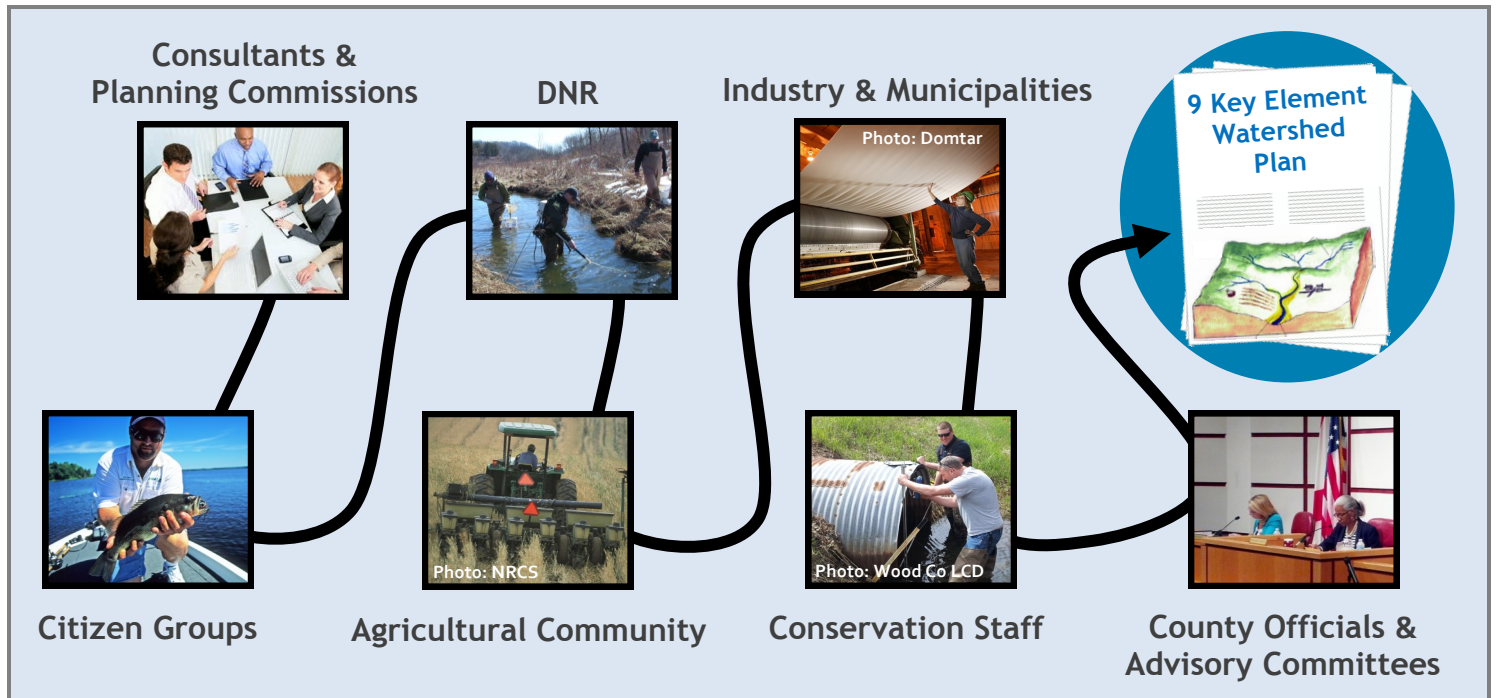 Consultants &
Planning Commissions
DNR
Industry & Municipalities
Photo: Domtar
9 Key Element
Watershed
Plan
Photo: NRCS
Photo: Wood Co LCD
Citizen Groups
Agricultural Community
Conservation Staff
County Officials &
Advisory Committees